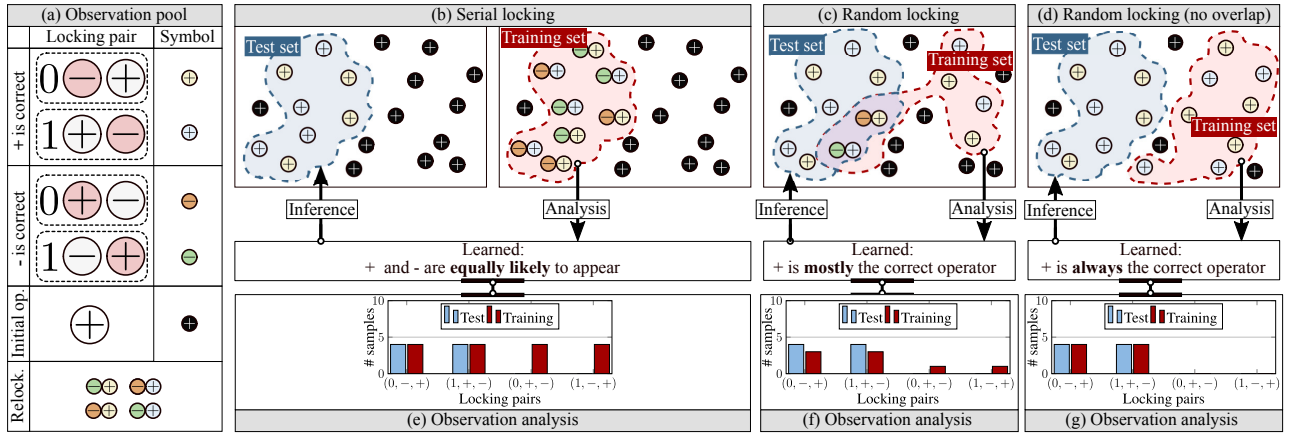 (a) Observation pool
Locking pair
Symbol
+ is correct
0 − +
1 + −
- is correct
0 + −
1 − +
Initial op.
+
Relock.
(b) Serial locking
Test set
Training set
Inference
Analysis
Learned:
+ and - are equally likely to appear
10
5
0
# samples
Test
Training
(0, −, +)
(1, +, −)
(0, +, −)
(1, −, +)
Locking pairs
(e) Observation analysis
(c) Random locking
Test set
Training set
Inference
Analysis
Learned:
+ is mostly the correct operator
10
5
0
# samples
Test
Training
(0, −, +)
(1, +, −)
(0, +, −)
(1, −, +)
Locking pairs
(f) Observation analysis
(d) Random locking (no overlap)
Test set
Training set
Inference
Analysis
Learned:
+ is always the correct operator
10
5
0
# samples
Test
Training
(0, −, +)
(1, +, −)
(0, +, −)
(1, −, +)
Locking pairs
(g) Observation analysis